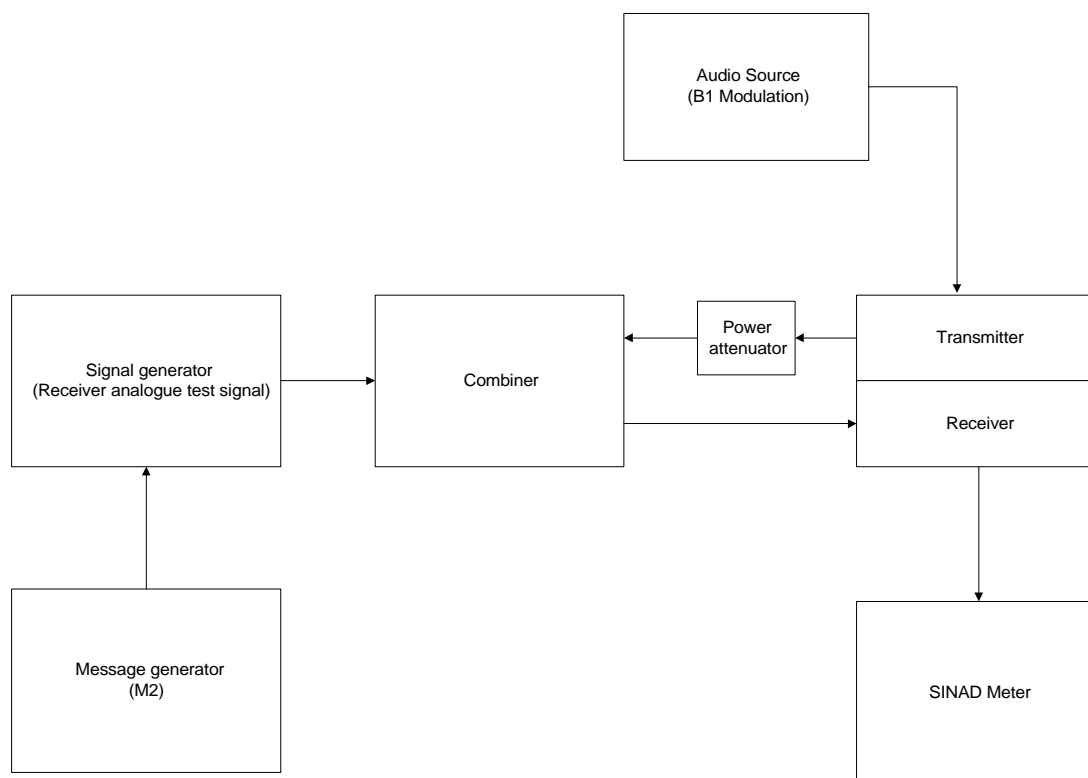 Audio Source
(B1 Modulation)
Signal generator
(Receiver analogue test signal)
Combiner
Power
attenuator
Transmitter
Receiver
Message generator
(M2)
SINAD Meter